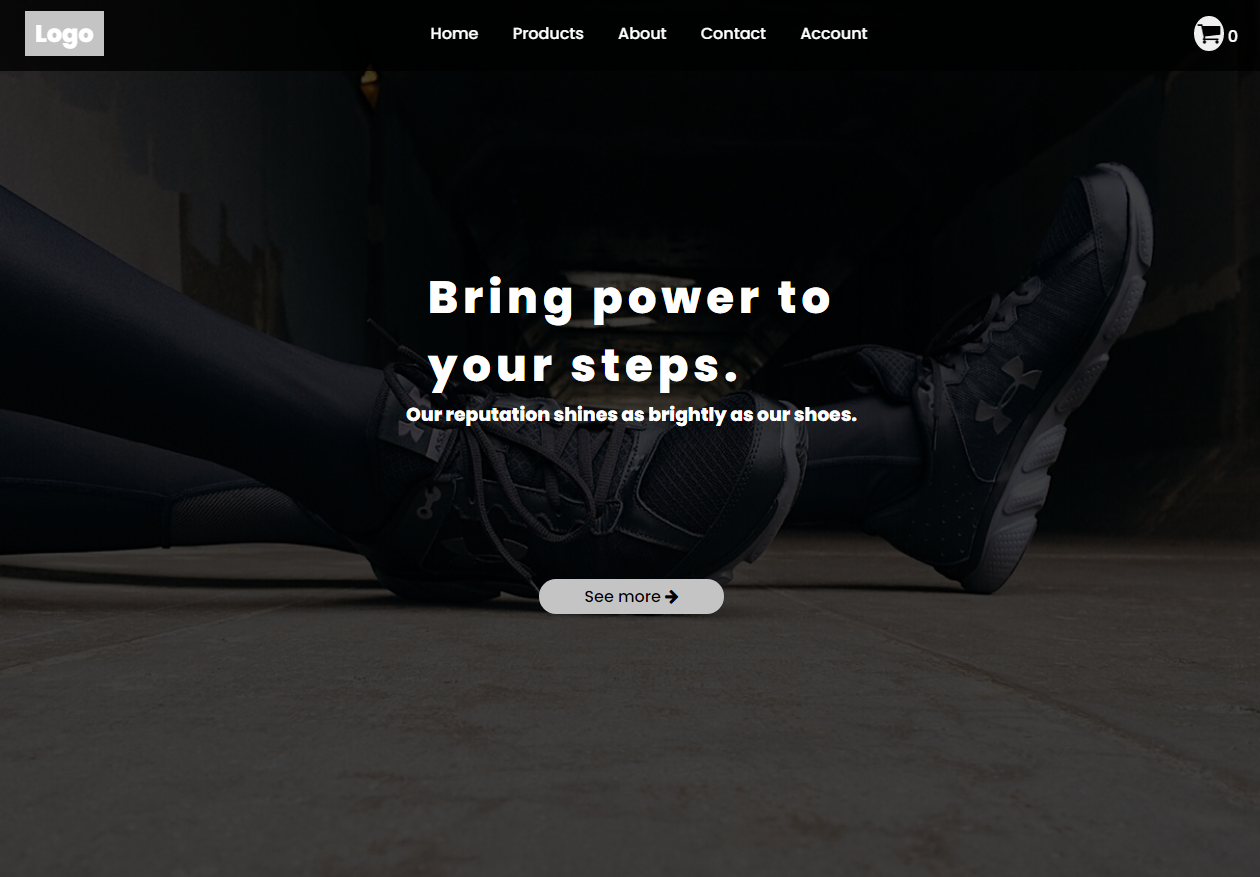 Logo
Home Products About Contact Account
0
Bring power to
your steps.
Our reputation shines as brightly as our shoes.
See more